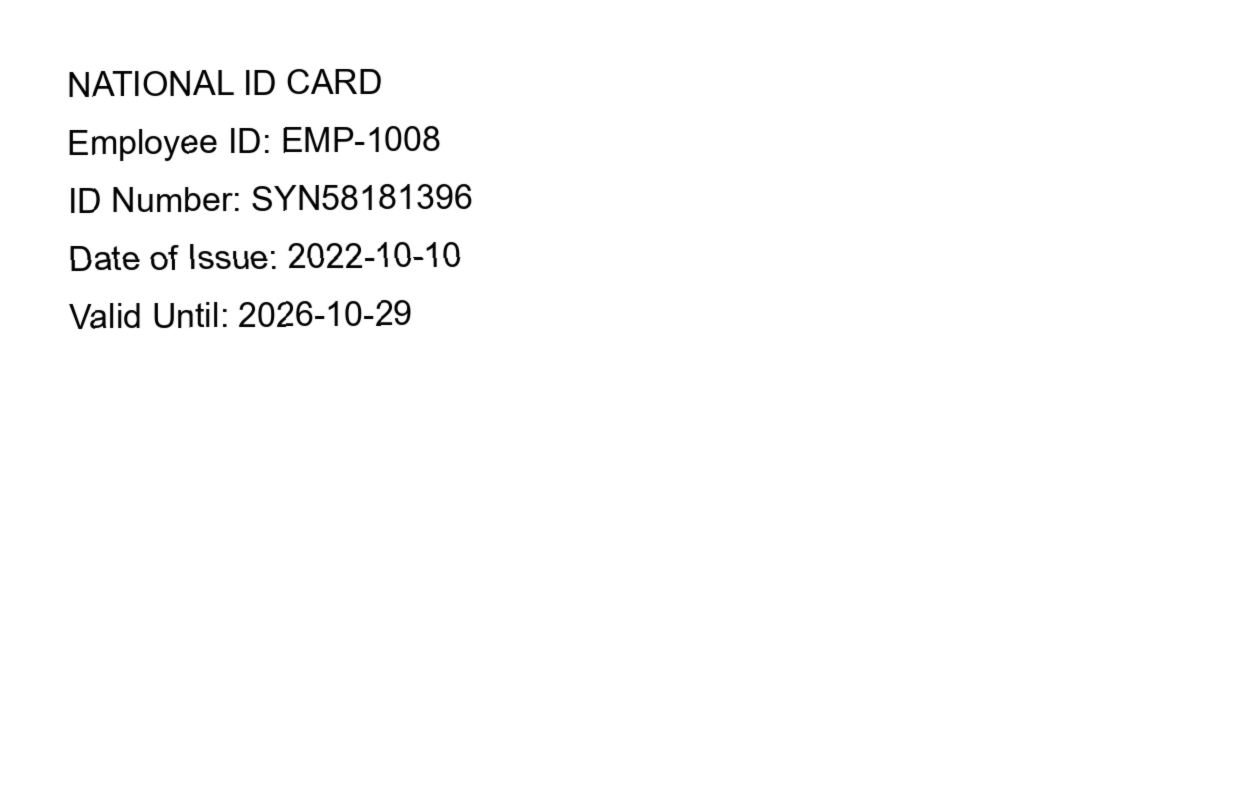 NATIONAL ID CARD
Employee ID: EMP-1008
ID Number: SYN58181396
Date of Issue: 2022-10-10
Valid Until: 2026-10-29